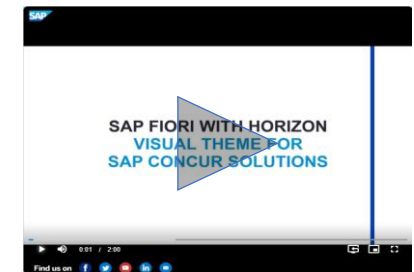 SAP
SAP FIORI WITH HORIZON
VISUAL THEME FOR
SAP CONCUR SOLUTIONS
0:01 / 2:00
Find us on